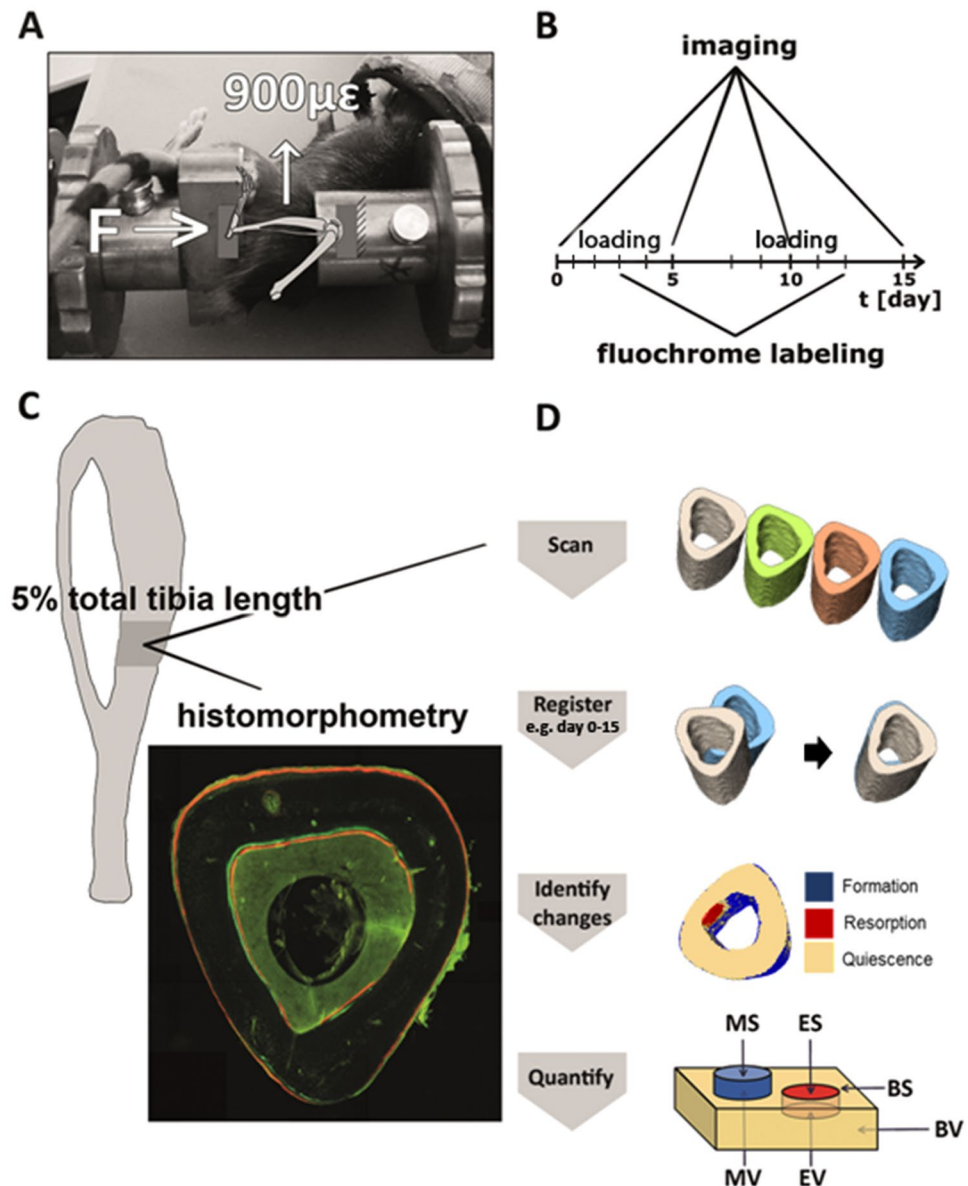 A
900µε
F
B
imaging
loading
loading
0
5
10
15
t [day]
fluochrome labeling
C
5% total tibia length
histomorphometry
D
Scan
Register
e.g. day 0-15
Identify
changes
Formation
Resorption
Quiescence
Quantify
MS
ES
BS
BV
MV
EV